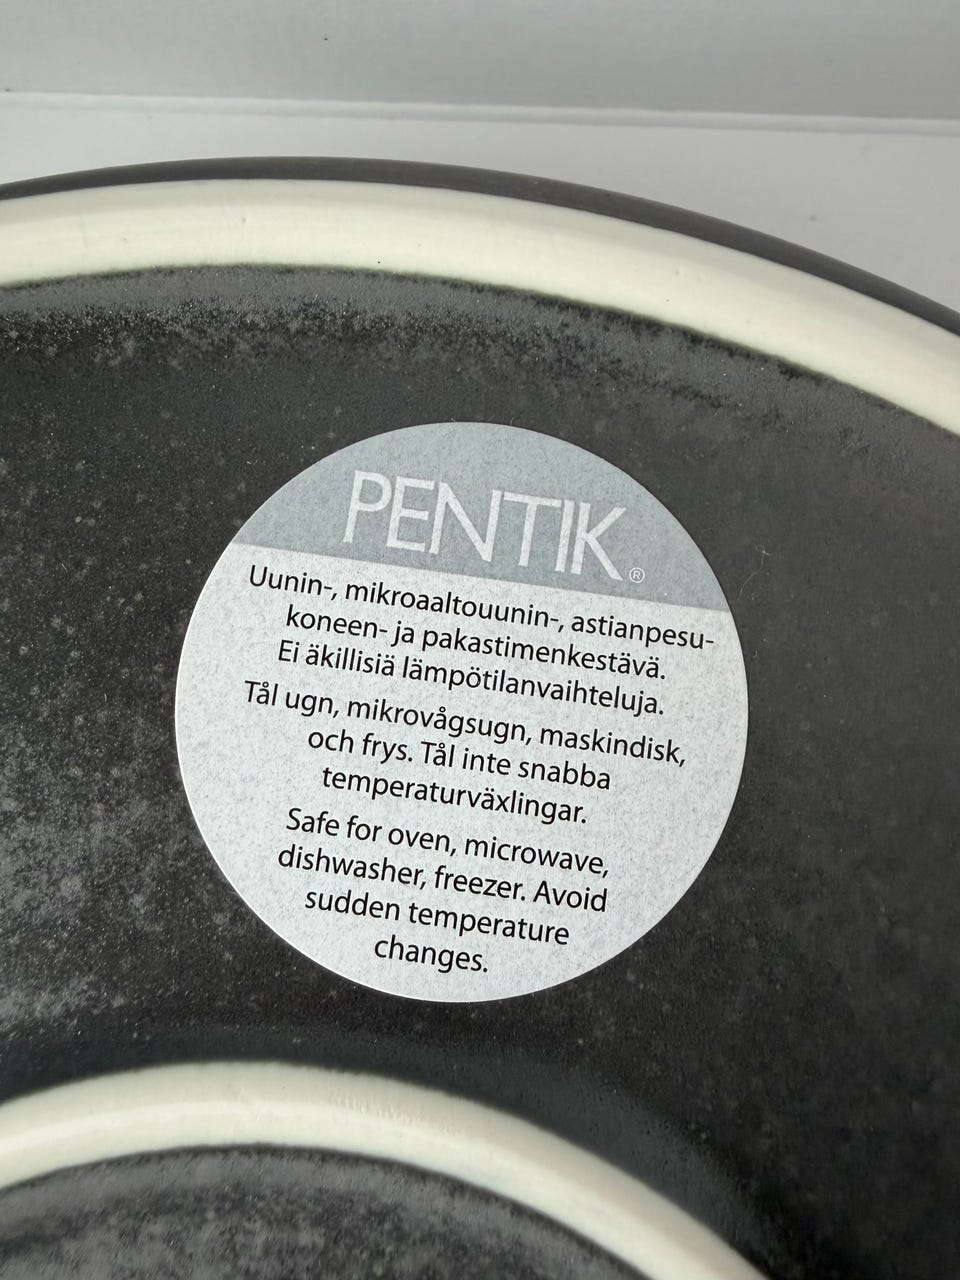 PENTIK®
Uunin-, mikroaaltouunin-, astianpesu-
koneen- ja pakastimenkestävä.
Ei äkillisiä lämpötilanvaihteluja.
Tål ugn, mikrovågsugn, maskindisk,
och frys. Tål inte snabba
temperaturväxlingar.
Safe for oven, microwave,
dishwasher, freezer. Avoid
sudden temperature
changes.